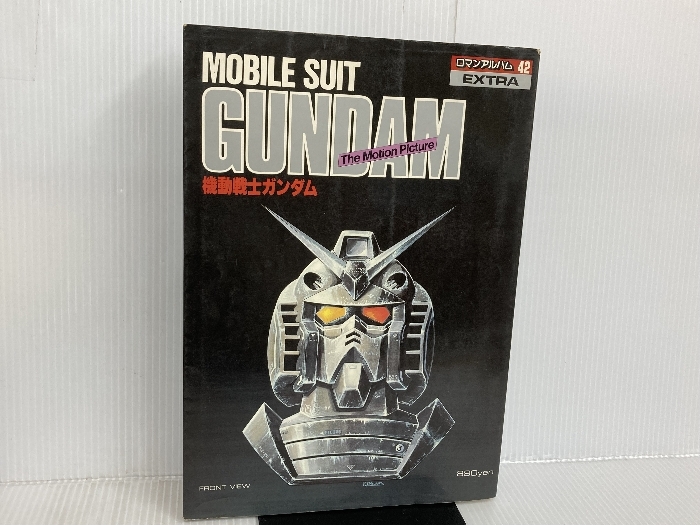 MOBILE SUIT
ロマンアルバム 42
EXTRA
GUNDAM
The Motion Picture
機動戦士ガンダム
FRONT VIEW
890yen